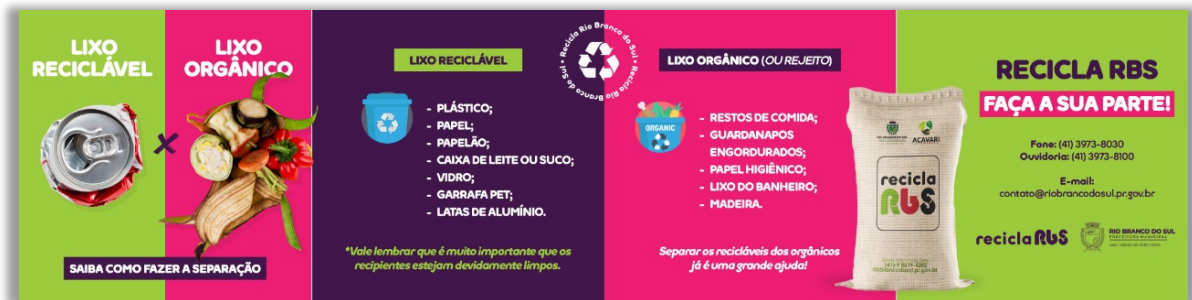 LIXO
RECICLÁVEL
LIXO
ORGÂNICO
X
SAIBA COMO FAZER A SEPARAÇÃO
LIXO RECICLÁVEL
- PLÁSTICO;
- PAPEL;
- PAPELÃO;
- CAIXA DE LEITE OU SUCO;
- VIDRO;
- GARRAFA PET;
- LATAS DE ALUMÍNIO.
*Vale lembrar que é muito importante que os
recipientes estejam devidamente limpos.
Recicla Rio Branco do Sul • Recicla Rio Branco do Sul •
LIXO ORGÂNICO (OU REJEITO)
ORGANIC
- RESTOS DE COMIDA;
- GUARDANAPOS
ENGORDURADOS;
- PAPEL HIGIÊNICO;
- LIXO DO BANHEIRO;
- MADEIRA.
Separar os recicláveis dos orgânicos
já é uma grande ajuda!
ACAVARI
recicla
RbS
RECICLA RBS
FAÇA A SUA PARTE!
Fone: (41) 3973-8030
Ouvidoria: (41) 3973-8100
E-mail:
contato@riobrancodosul.pr.gov.br
recicla RbS
RIO BRANCO DO SUL
PREFEITURA MUNICIPAL